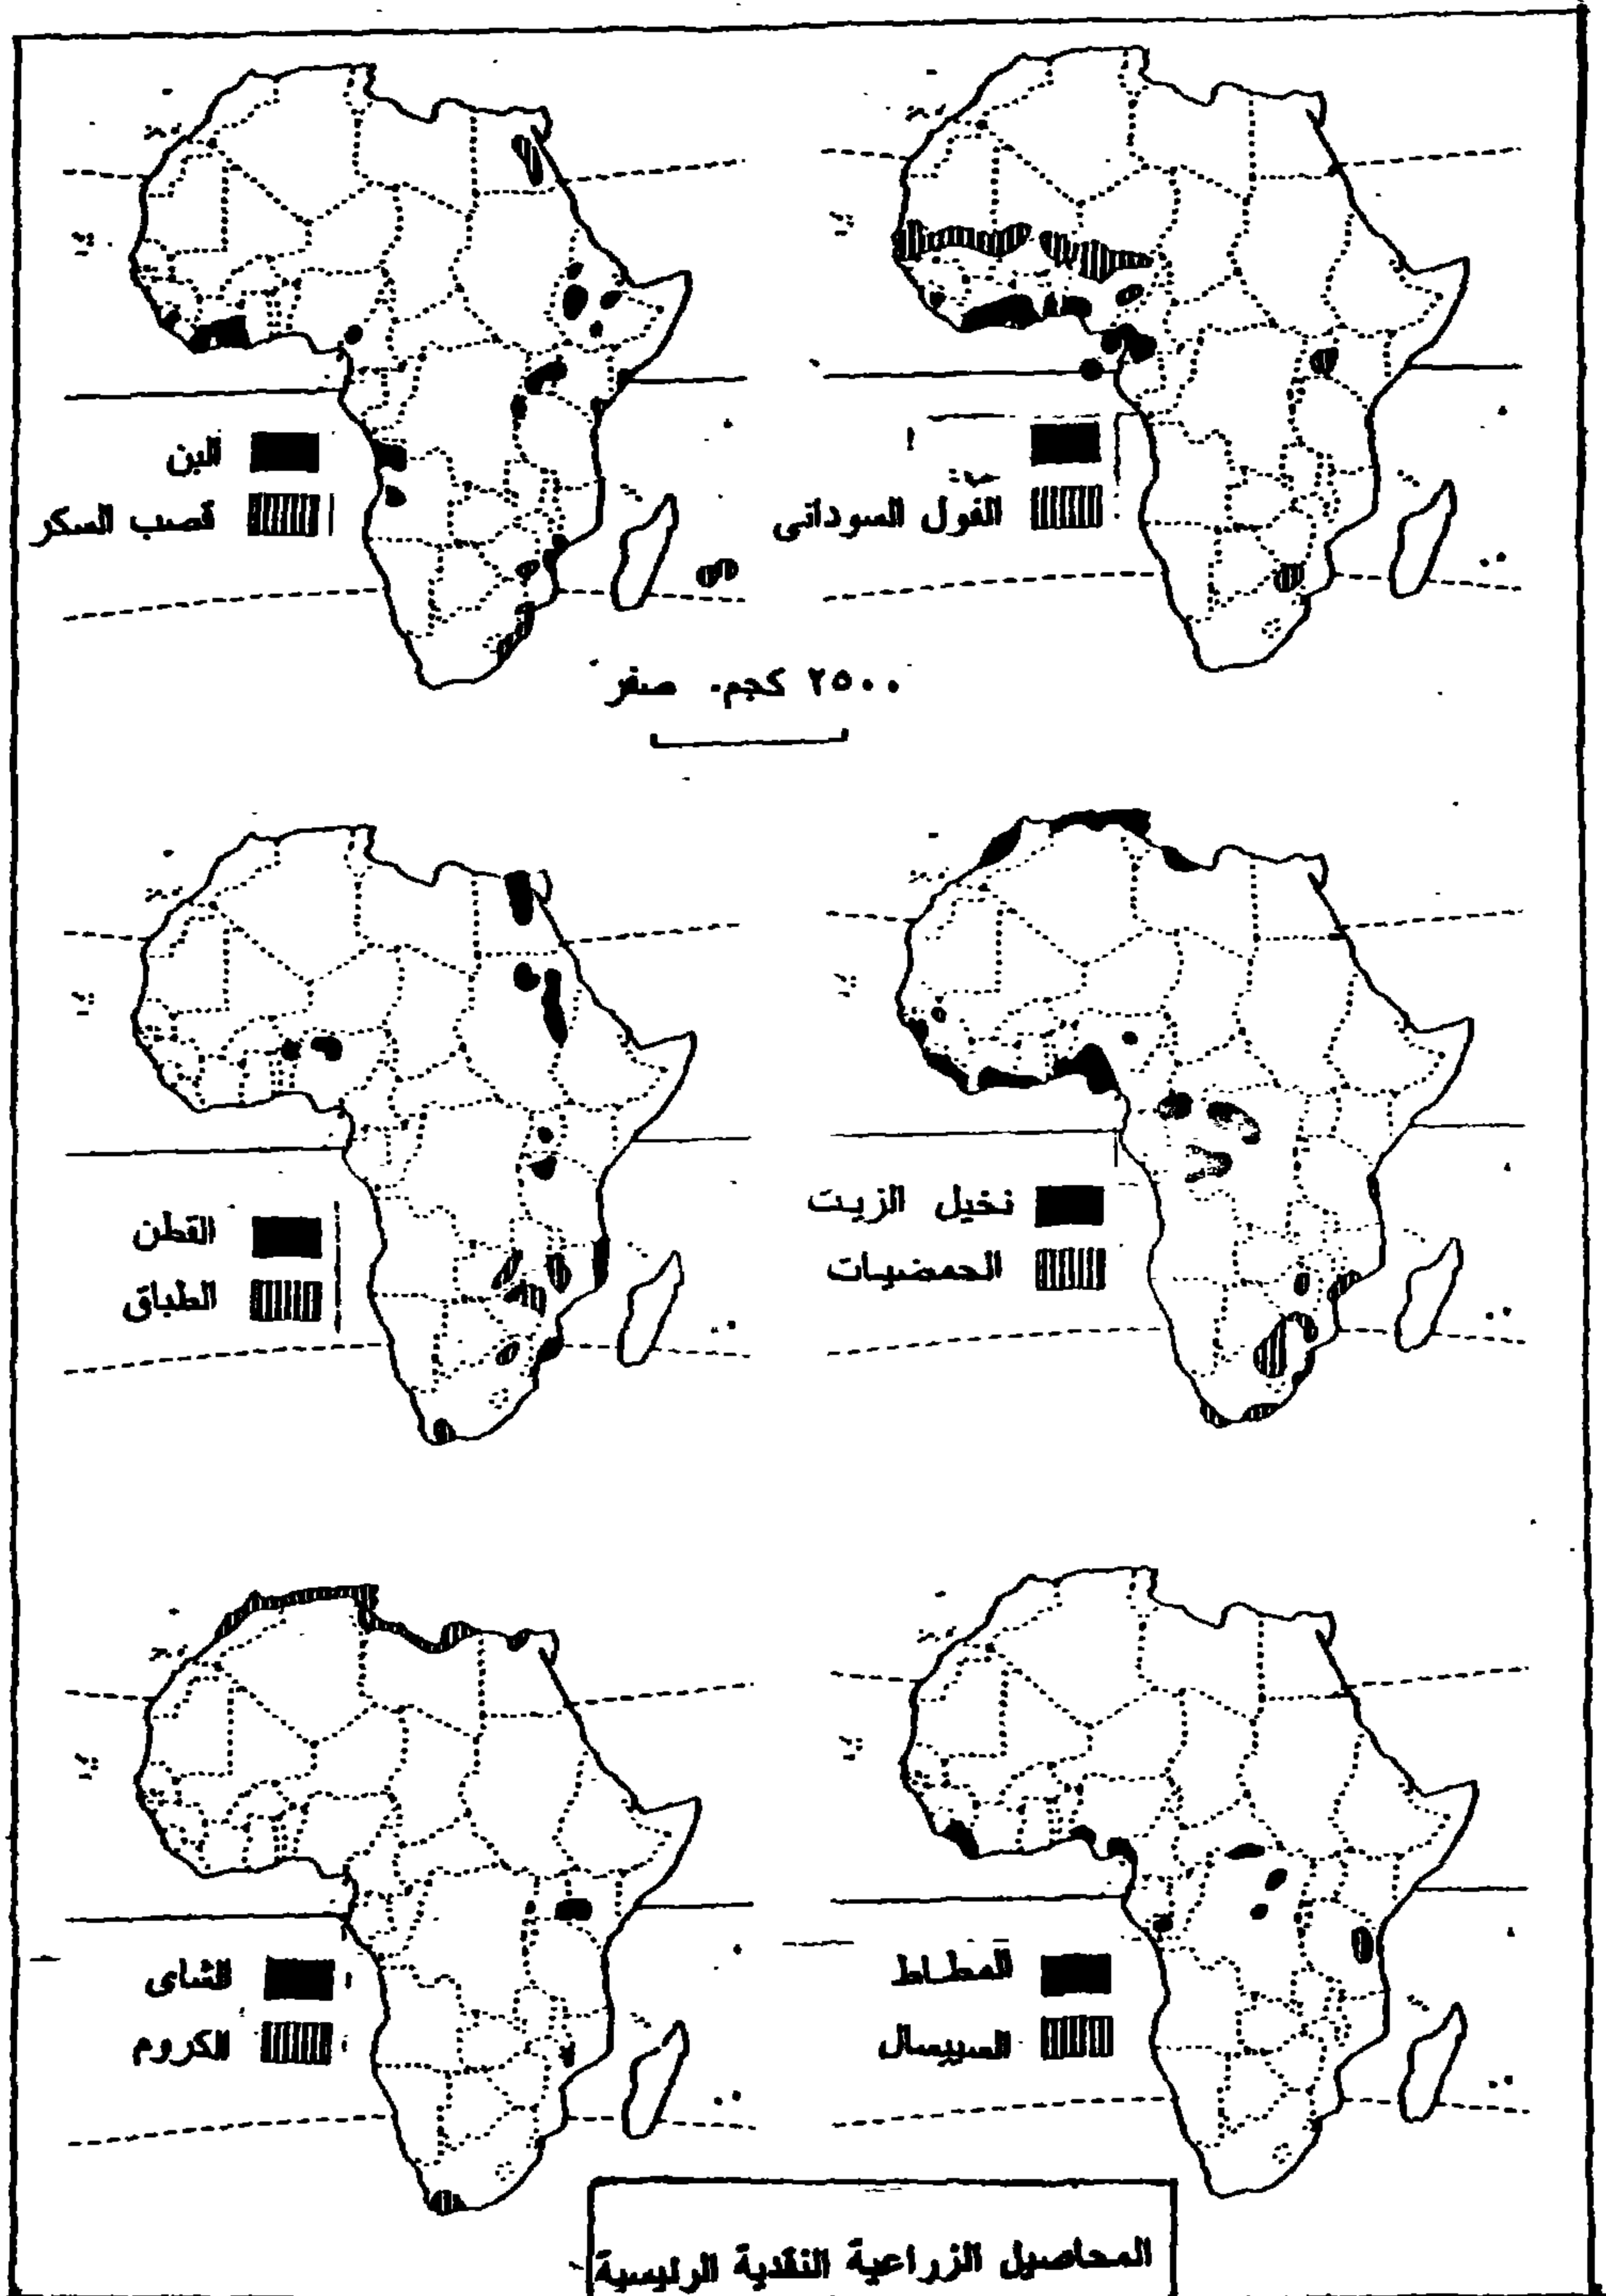 البن
قصب السكر
الفول السودانى
٢٥٠٠ كجم. صفر
القطن
الطباق
نخيل الزيت
الحمضيات
الشاى
الكروم
المطاط
السيسال
المحاصيل الزراعية النقدية الرئيسية